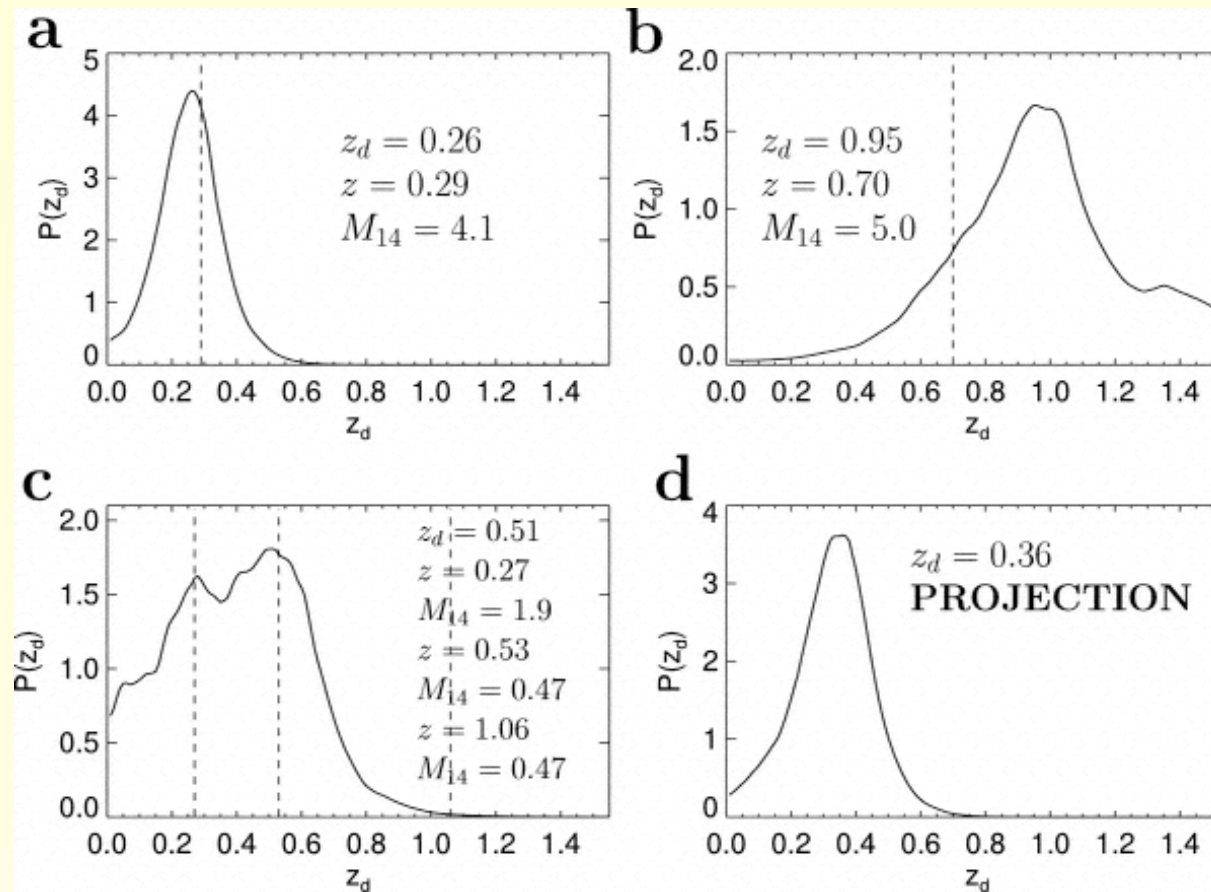 a
5
4
3
2
1
0
P(z_d)
z_d = 0.26
z = 0.29
M_14 = 4.1
0.0 0.2 0.4 0.6 0.8 1.0 1.2 1.4
z_d
b
2.0
1.5
1.0
0.5
0.0
P(z_d)
z_d = 0.95
z = 0.70
M_14 = 5.0
0.0 0.2 0.4 0.6 0.8 1.0 1.2 1.4
z_d
c
2.0
1.5
1.0
0.5
0.0
P(z_d)
z_d = 0.51
z = 0.27
M_14 = 1.9
z = 0.53
M_14 = 0.47
z = 1.06
M_14 = 0.47
0.0 0.2 0.4 0.6 0.8 1.0 1.2 1.4
z_d
d
4
3
2
1
0
P(z_d)
z_d = 0.36
PROJECTION
0.0 0.2 0.4 0.6 0.8 1.0 1.2 1.4
z_d